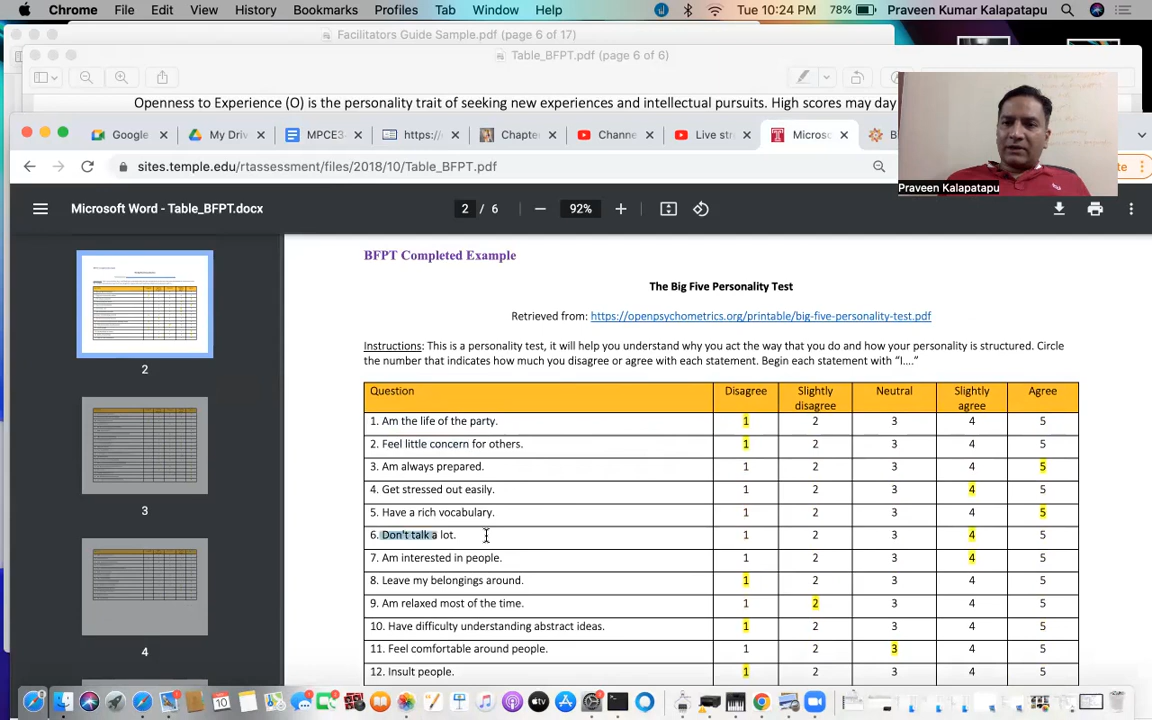 Chrome File Edit View History Bookmarks Profiles Tab Window Help Tue 10:24 PM 78% Praveen Kumar Kalapatapu
Facilitators Guide Sample.pdf (page 6 of 17)
Table_BFPT.pdf (page 6 of 6)
Openness to Experience (O) is the personality trait of seeking new experiences and intellectual pursuits. High scores may day
Google My Driv MPCE3- https:// Chapte Channe Live str Microso B
sites.temple.edu/rtassessment/files/2018/10/Table_BFPT.pdf
Praveen Kalapatapu
Microsoft Word - Table_BFPT.docx 2 / 6 92%
BFPT Completed Example
The Big Five Personality Test
Retrieved from: https://openpsychometrics.org/printable/big-five-personality-test.pdf
Instructions: This is a personality test, it will help you understand why you act the way that you do and how your personality is structured. Circle
the number that indicates how much you disagree or agree with each statement. Begin each statement with “I....”
Question Disagree Slightly disagree Neutral Slightly agree Agree
1. Am the life of the party. 1 2 3 4 5
2. Feel little concern for others. 1 2 3 4 5
3. Am always prepared. 1 2 3 4 5
4. Get stressed out easily. 1 2 3 4 5
5. Have a rich vocabulary. 1 2 3 4 5
6. Don't talk a lot. 1 2 3 4 5
7. Am interested in people. 1 2 3 4 5
8. Leave my belongings around. 1 2 3 4 5
9. Am relaxed most of the time. 1 2 3 4 5
10. Have difficulty understanding abstract ideas. 1 2 3 4 5
11. Feel comfortable around people. 1 2 3 4 5
12. Insult people. 1 2 3 4 5
2
3
4